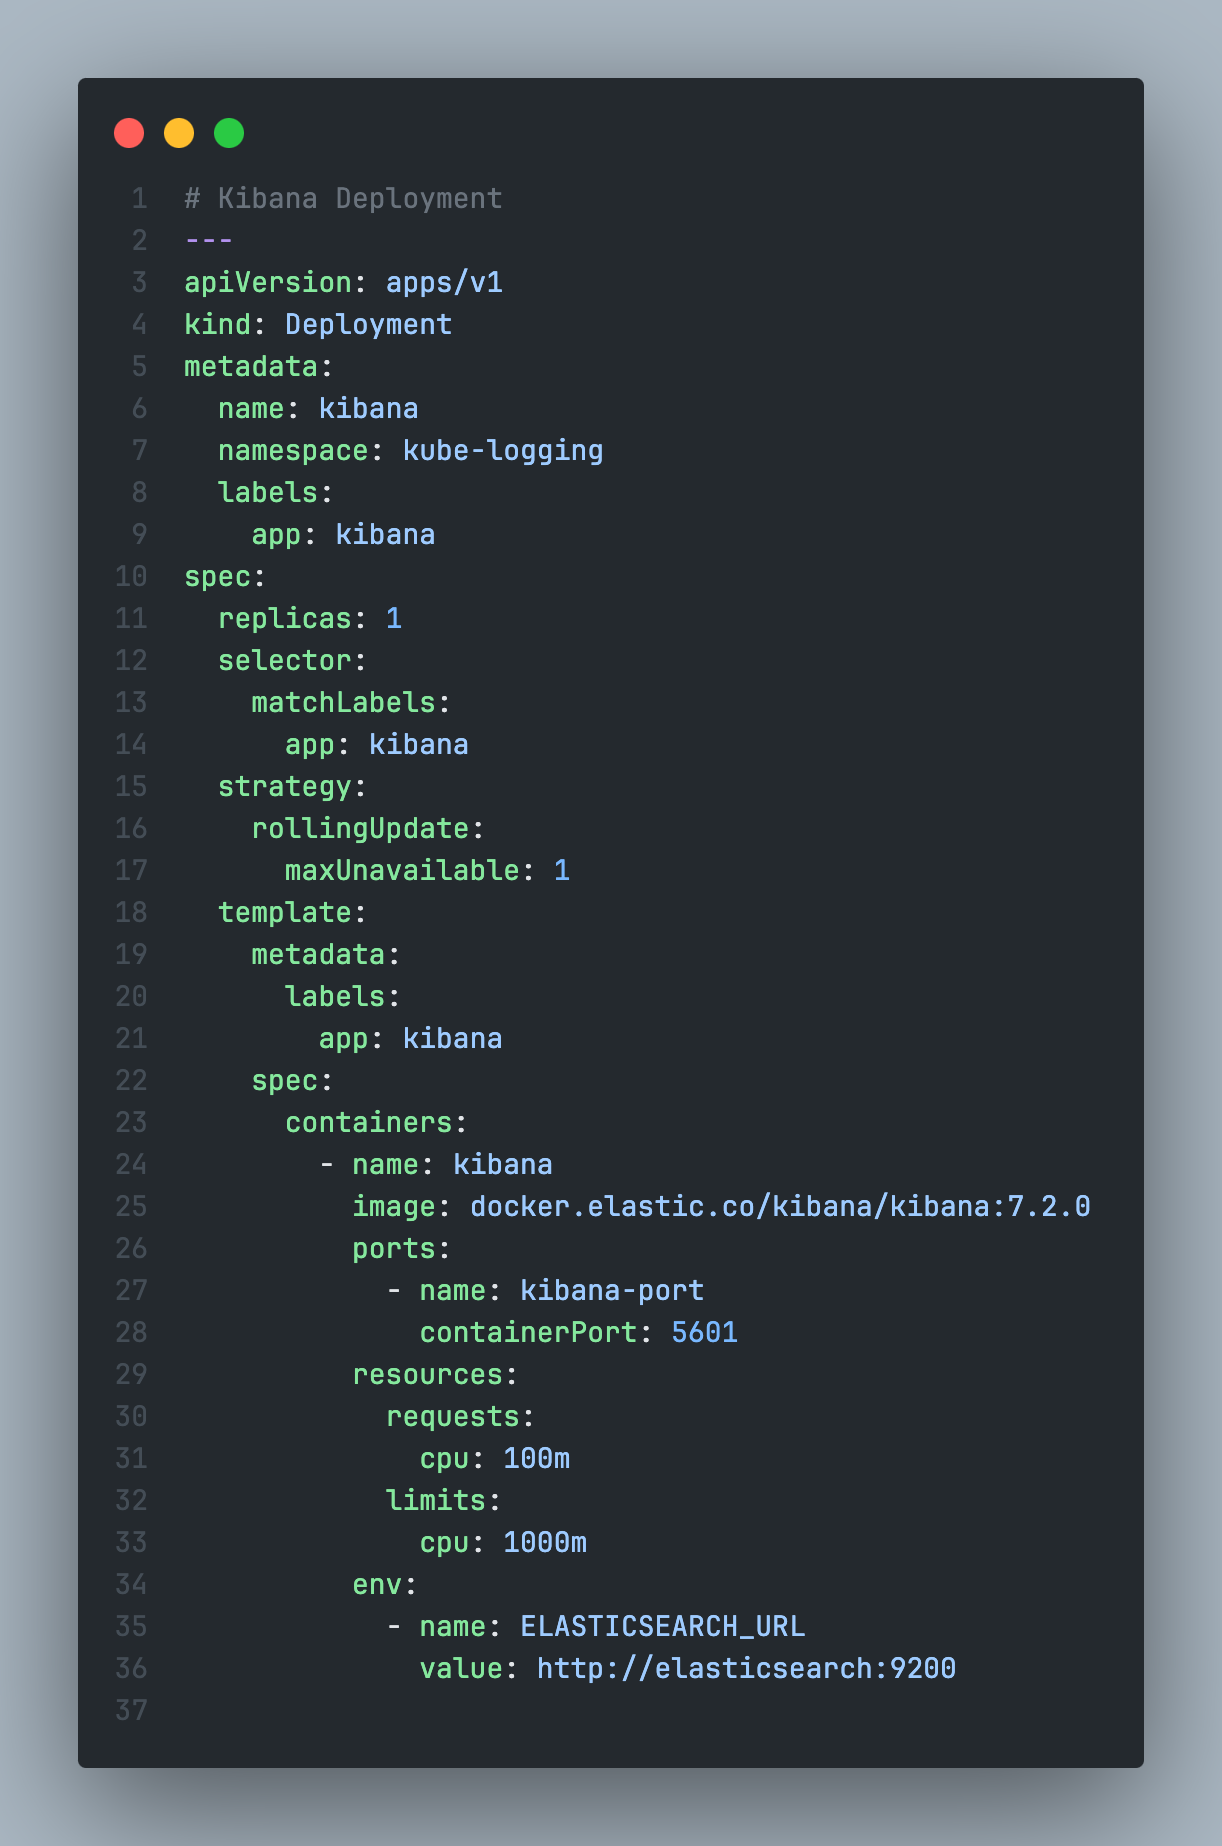 1 # Kibana Deployment
2 ---
3 apiVersion: apps/v1
4 kind: Deployment
5 metadata:
6   name: kibana
7   namespace: kube-logging
8   labels:
9     app: kibana
10 spec:
11   replicas: 1
12   selector:
13     matchLabels:
14       app: kibana
15   strategy:
16     rollingUpdate:
17       maxUnavailable: 1
18   template:
19     metadata:
20       labels:
21         app: kibana
22     spec:
23       containers:
24         - name: kibana
25           image: docker.elastic.co/kibana/kibana:7.2.0
26           ports:
27             - name: kibana-port
28               containerPort: 5601
29           resources:
30             requests:
31               cpu: 100m
32             limits:
33               cpu: 1000m
34           env:
35             - name: ELASTICSEARCH_URL
36               value: http://elasticsearch:9200
37